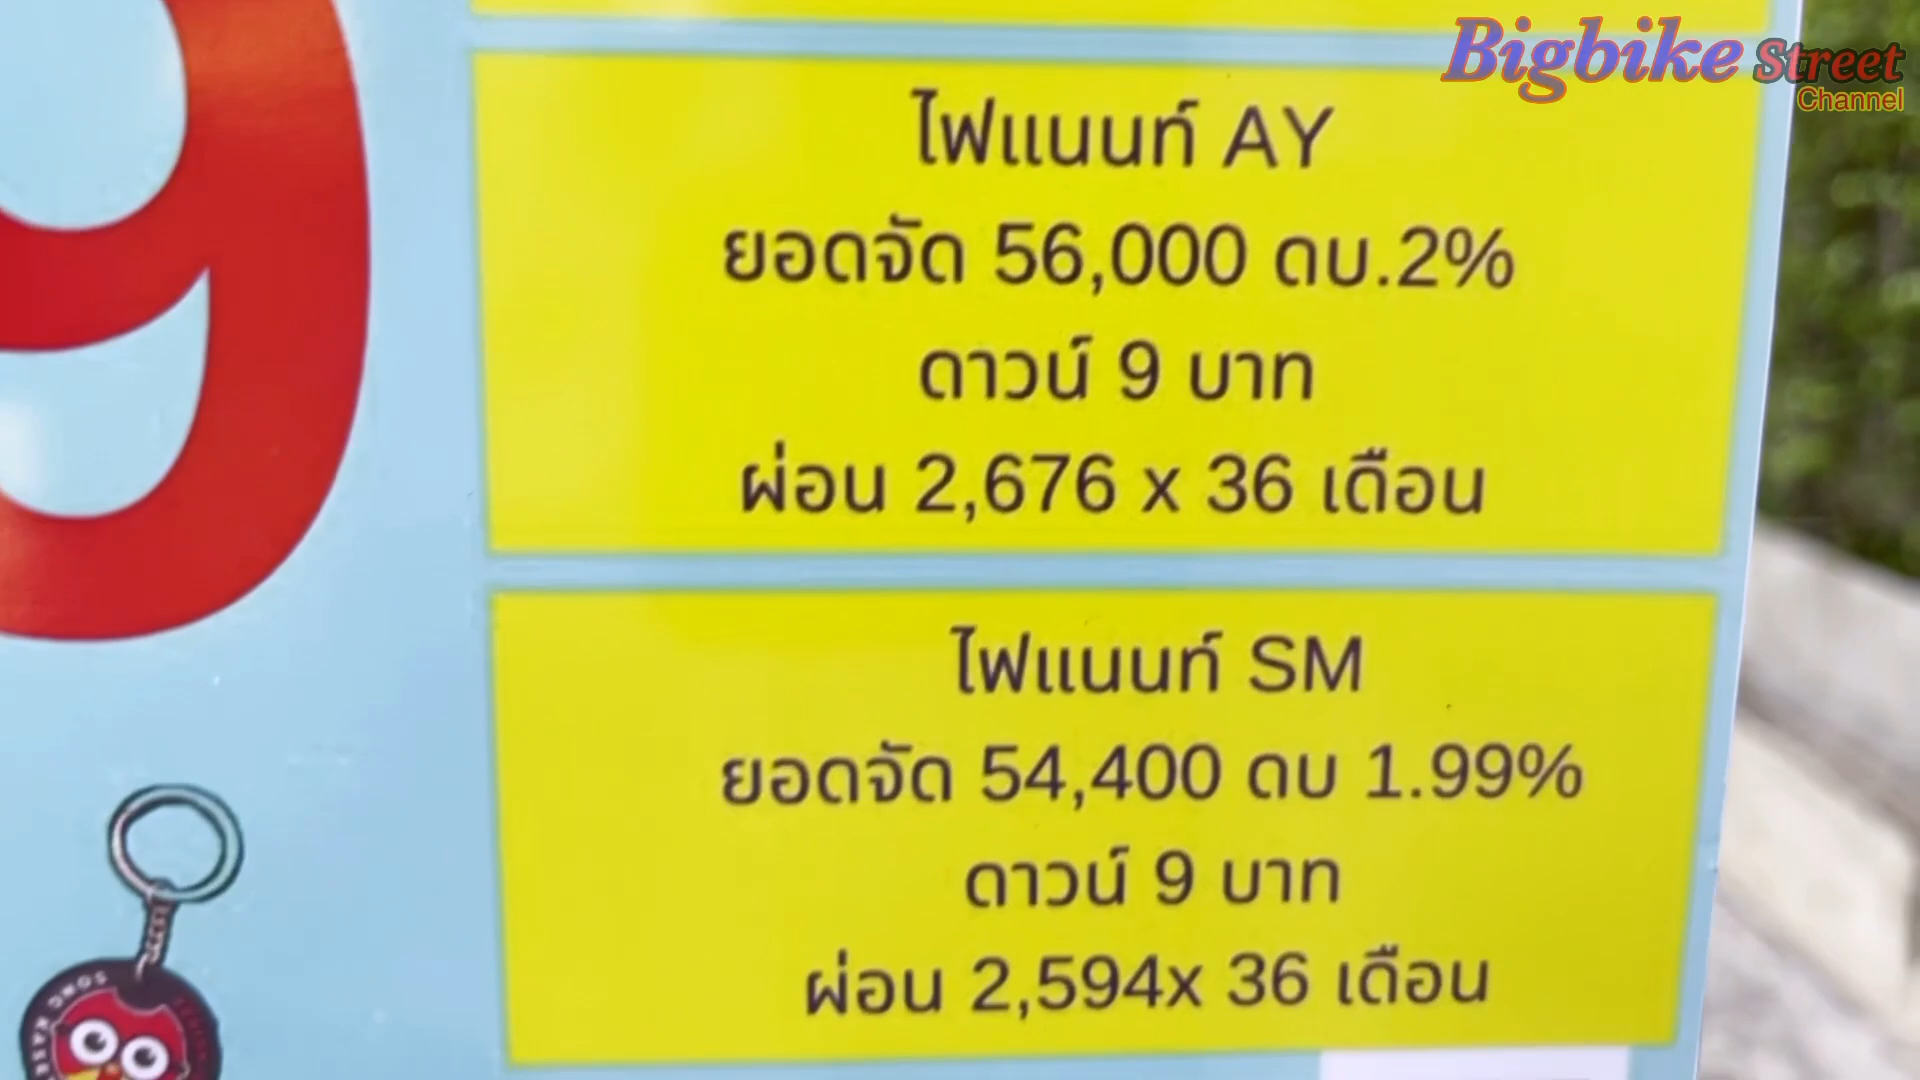 Bigbike Street
Channel
9
ไฟแนนท์ AY
ยอดจัด 56,000 ดบ.2%
ดาวน์ 9 บาท
ผ่อน 2,676 x 36 เดือน
ไฟแนนท์ SM
ยอดจัด 54,400 ดบ 1.99%
ดาวน์ 9 บาท
ผ่อน 2,594x 36 เดือน
SONG